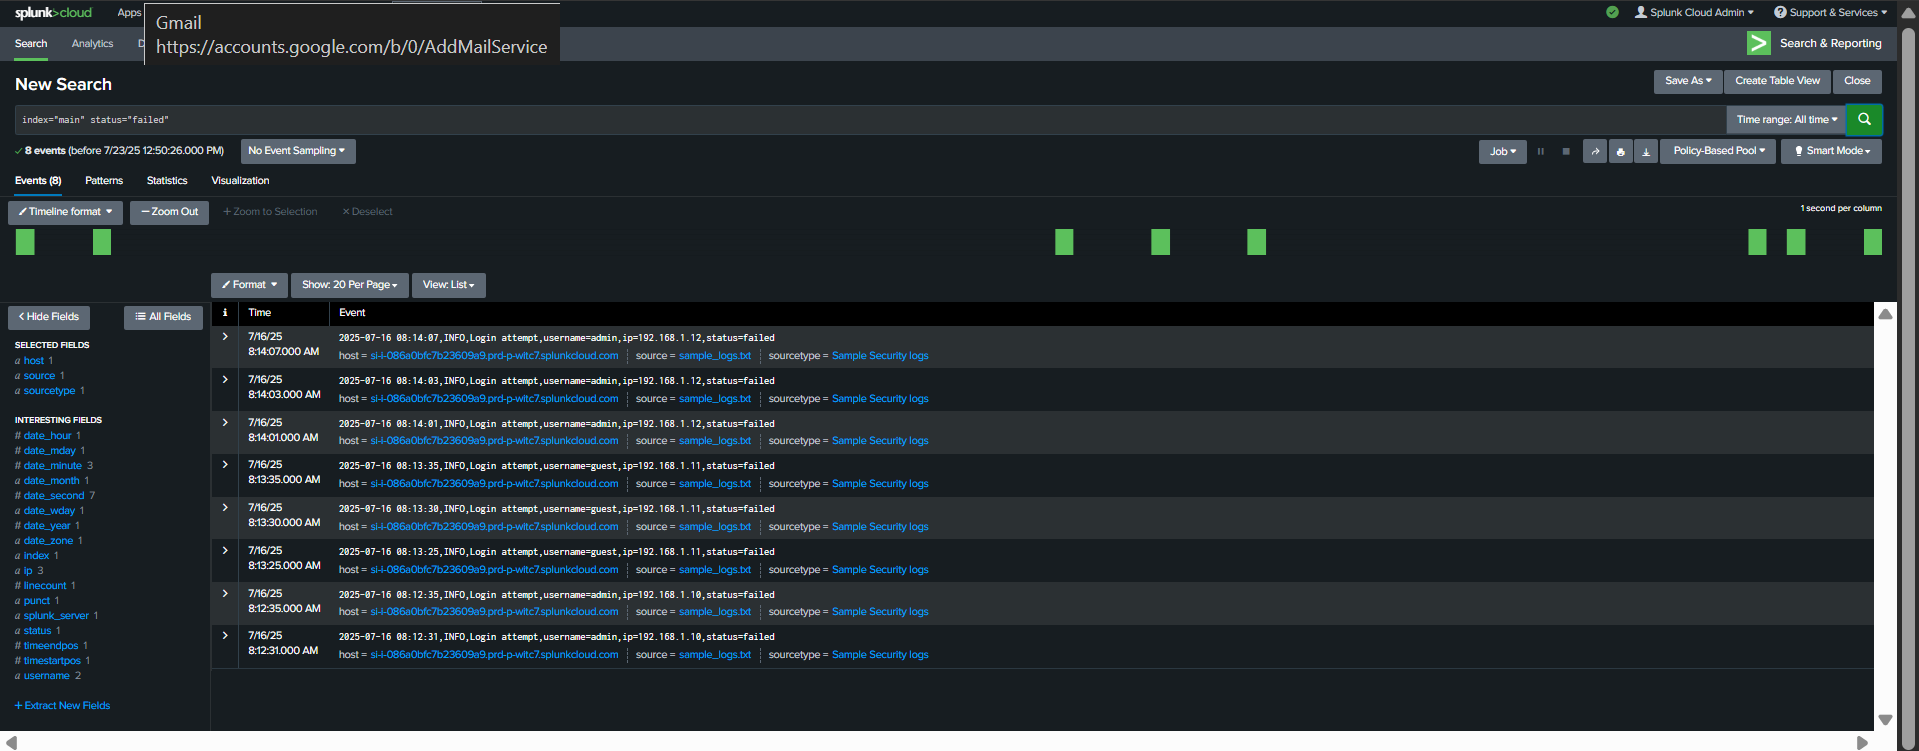 splunk>cloud Apps
Gmail
https://accounts.google.com/b/0/AddMailService
Splunk Cloud Admin Support & Services
Search Analytics D
Search & Reporting
New Search
Save As Create Table View Close
index="main" status="failed"
Time range: All time
8 events (before 7/23/25 12:50:26.000 PM) No Event Sampling
Job Policy-Based Pool Smart Mode
Events (8) Patterns Statistics Visualization
Timeline format — Zoom Out + Zoom to Selection × Deselect
1 second per column
Format Show: 20 Per Page View: List
< Hide Fields All Fields
SELECTED FIELDS
a host 1
a source 1
a sourcetype 1
INTERESTING FIELDS
# date_hour 1
# date_mday 1
# date_minute 3
a date_month 1
# date_second 7
a date_wday 1
# date_year 1
a date_zone 1
a index 1
a ip 3
# linecount 1
a punct 1
a splunk_server 1
a status 1
# timeendpos 1
# timestartpos 1
a username 2
+ Extract New Fields
i Time Event
7/16/25
8:14:07.000 AM
2025-07-16 08:14:07,INFO,Login attempt,username=admin,ip=192.168.1.12,status=failed
host = si-i-086a0bfc7b23609a9.prd-p-witc7.splunkcloud.com source = sample_logs.txt sourcetype = Sample Security logs
7/16/25
8:14:03.000 AM
2025-07-16 08:14:03,INFO,Login attempt,username=admin,ip=192.168.1.12,status=failed
host = si-i-086a0bfc7b23609a9.prd-p-witc7.splunkcloud.com source = sample_logs.txt sourcetype = Sample Security logs
7/16/25
8:14:01.000 AM
2025-07-16 08:14:01,INFO,Login attempt,username=admin,ip=192.168.1.12,status=failed
host = si-i-086a0bfc7b23609a9.prd-p-witc7.splunkcloud.com source = sample_logs.txt sourcetype = Sample Security logs
7/16/25
8:13:35.000 AM
2025-07-16 08:13:35,INFO,Login attempt,username=guest,ip=192.168.1.11,status=failed
host = si-i-086a0bfc7b23609a9.prd-p-witc7.splunkcloud.com source = sample_logs.txt sourcetype = Sample Security logs
7/16/25
8:13:30.000 AM
2025-07-16 08:13:30,INFO,Login attempt,username=guest,ip=192.168.1.11,status=failed
host = si-i-086a0bfc7b23609a9.prd-p-witc7.splunkcloud.com source = sample_logs.txt sourcetype = Sample Security logs
7/16/25
8:13:25.000 AM
2025-07-16 08:13:25,INFO,Login attempt,username=guest,ip=192.168.1.11,status=failed
host = si-i-086a0bfc7b23609a9.prd-p-witc7.splunkcloud.com source = sample_logs.txt sourcetype = Sample Security logs
7/16/25
8:12:35.000 AM
2025-07-16 08:12:35,INFO,Login attempt,username=admin,ip=192.168.1.10,status=failed
host = si-i-086a0bfc7b23609a9.prd-p-witc7.splunkcloud.com source = sample_logs.txt sourcetype = Sample Security logs
7/16/25
8:12:31.000 AM
2025-07-16 08:12:31,INFO,Login attempt,username=admin,ip=192.168.1.10,status=failed
host = si-i-086a0bfc7b23609a9.prd-p-witc7.splunkcloud.com source = sample_logs.txt sourcetype = Sample Security logs